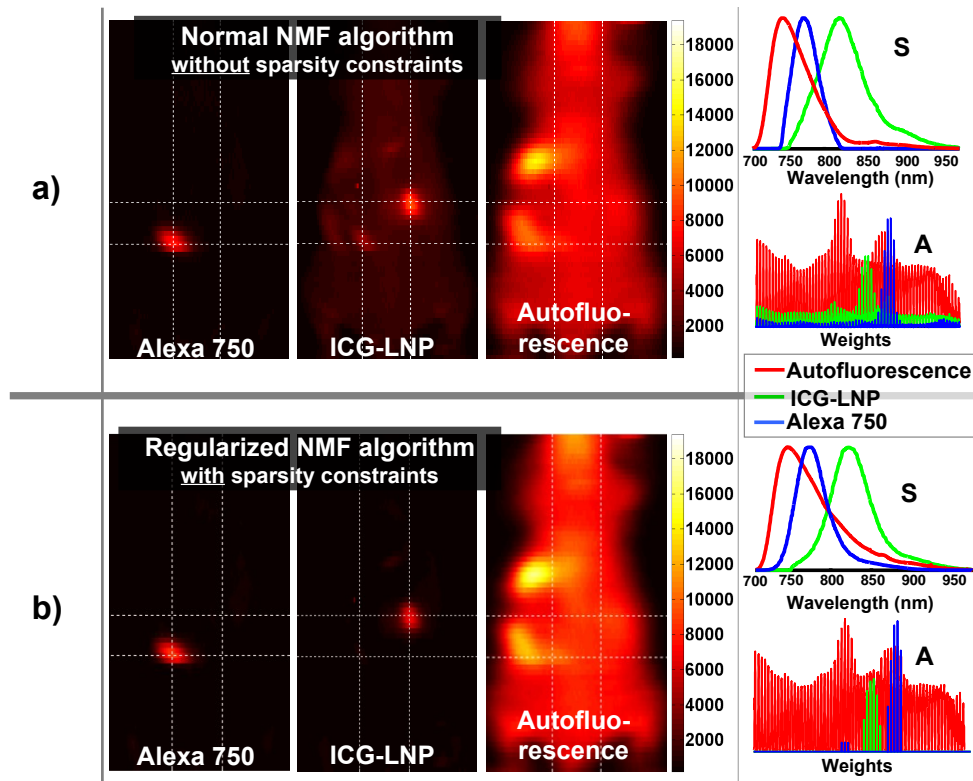 a)
Normal NMF algorithm
without sparsity constraints
Alexa 750
ICG-LNP
Autofluo-
rescence
18000
16000
14000
12000
10000
8000
6000
4000
2000
S
700 750 800 850 900 950
Wavelength (nm)
A
Weights
Autofluorescence
ICG-LNP
Alexa 750
b)
Regularized NMF algorithm
with sparsity constraints
Alexa 750
ICG-LNP
Autofluo-
rescence
18000
16000
14000
12000
10000
8000
6000
4000
2000
S
700 750 800 850 900 950
Wavelength (nm)
A
Weights